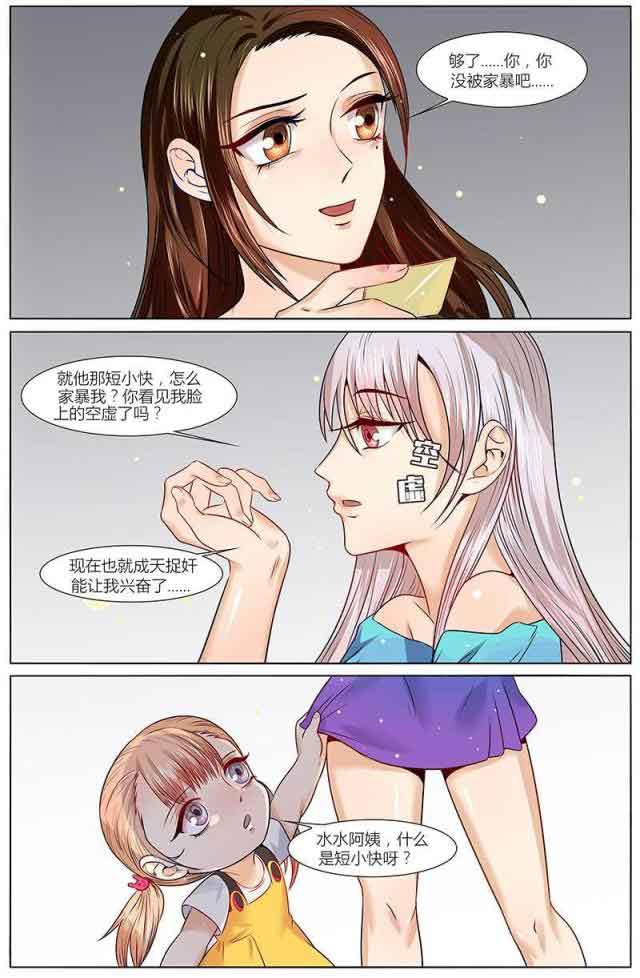 够了……你，你
没被家暴吧……
就他那短小快，怎么
家暴我？你看见我脸
上的空虚了吗？
空
虚
现在也就成天捉奸
能让我兴奋了……
水水阿姨，什么
是短小快呀？